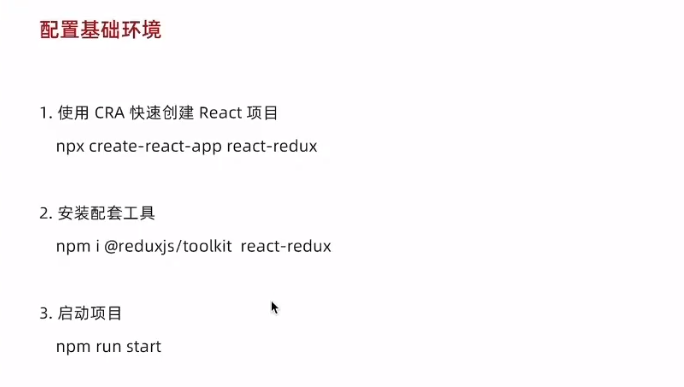 配置基础环境
1. 使用 CRA 快速创建 React 项目
npx create-react-app react-redux
2. 安装配套工具
npm i @reduxjs/toolkit react-redux
3. 启动项目
npm run start